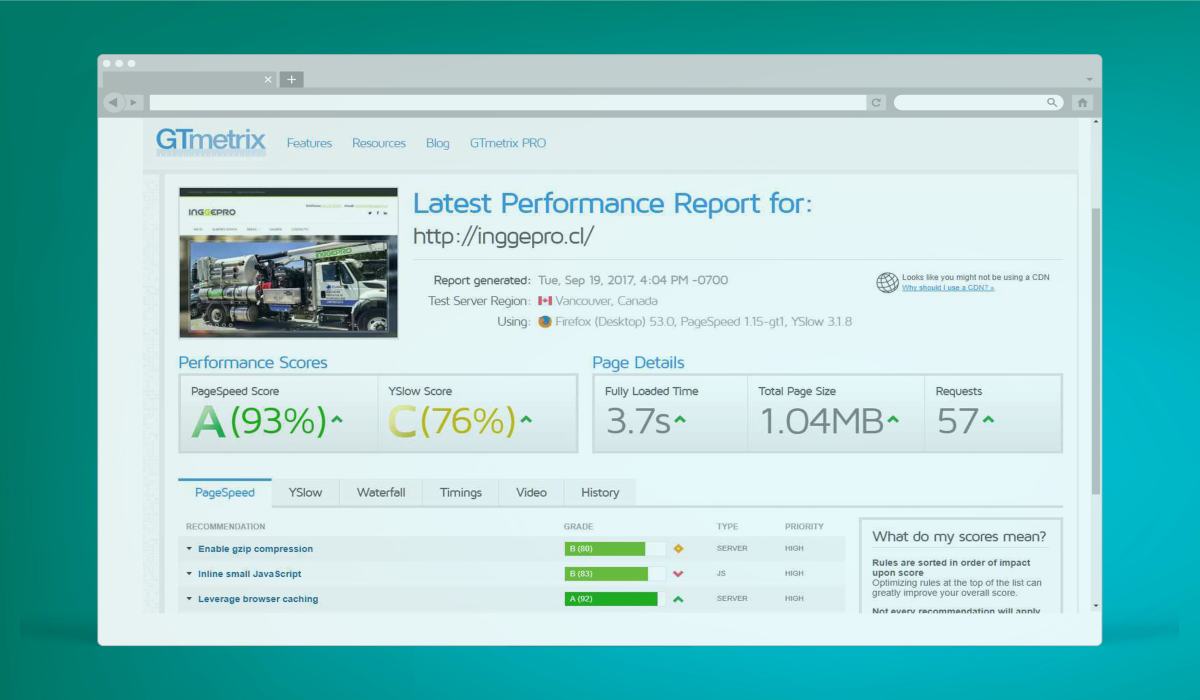 GTmetrix Features Resources Blog GTmetrix PRO
INGGEPRO
Latest Performance Report for:
http://inggepro.cl/
Report generated: Tue, Sep 19, 2017, 4:04 PM -0700
Test Server Region: Vancouver, Canada
Using: Firefox (Desktop) 53.0, PageSpeed 1.15-gt1, YSlow 3.1.8
Looks like you might not be using a CDN
Why should I use a CDN? »
INGGEPRO
Performance Scores
PageSpeed Score YSlow Score
A (93%) C (76%)
Page Details
Fully Loaded Time Total Page Size Requests
3.7s 1.04MB 57
PageSpeed YSlow Waterfall Timings Video History
RECOMMENDATION GRADE TYPE PRIORITY
Enable gzip compression B (80) SERVER HIGH
Inline small JavaScript B (83) JS HIGH
Leverage browser caching A (92) SERVER HIGH
What do my scores mean?
Rules are sorted in order of impact
upon score
Optimizing rules at the top of the list can
greatly improve your overall score.
Not every recommendation will apply